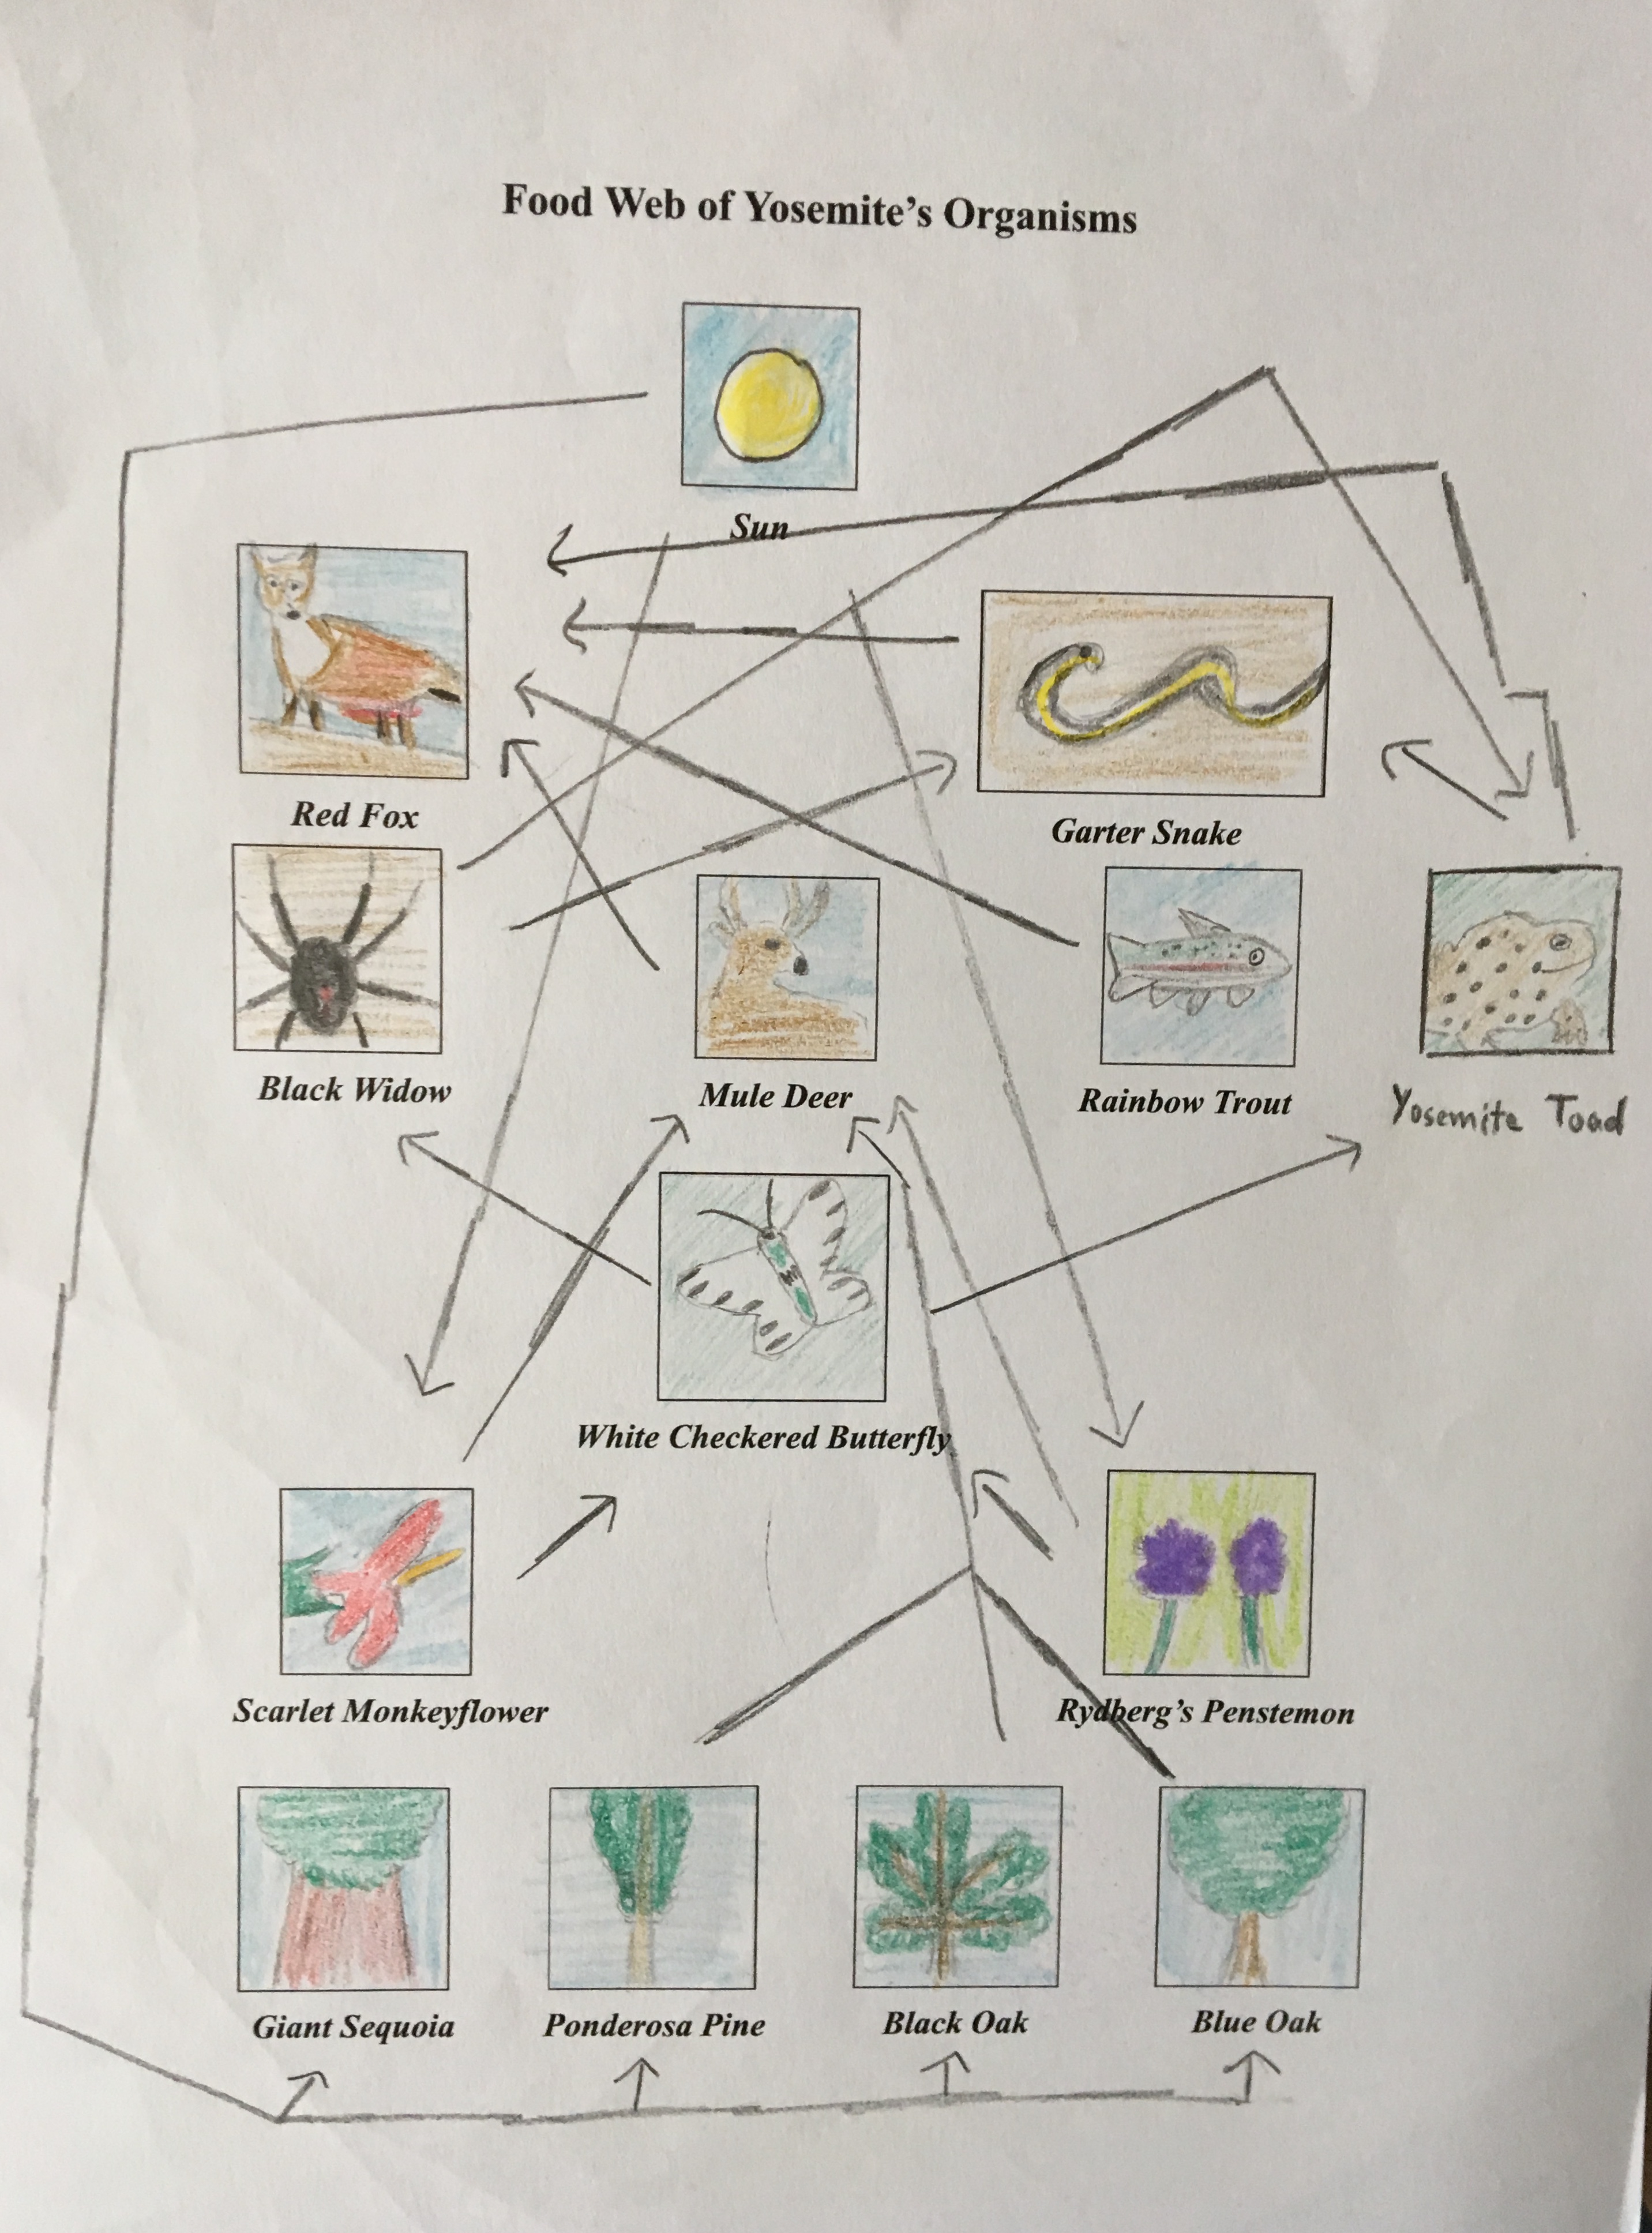 Food Web of Yosemite's Organisms
Sun
Red Fox
Garter Snake
Black Widow
Mule Deer
Rainbow Trout
Yosemite Toad
White Checkered Butterfly
Scarlet Monkeyflower
Rydberg's Penstemon
Giant Sequoia
Ponderosa Pine
Black Oak
Blue Oak